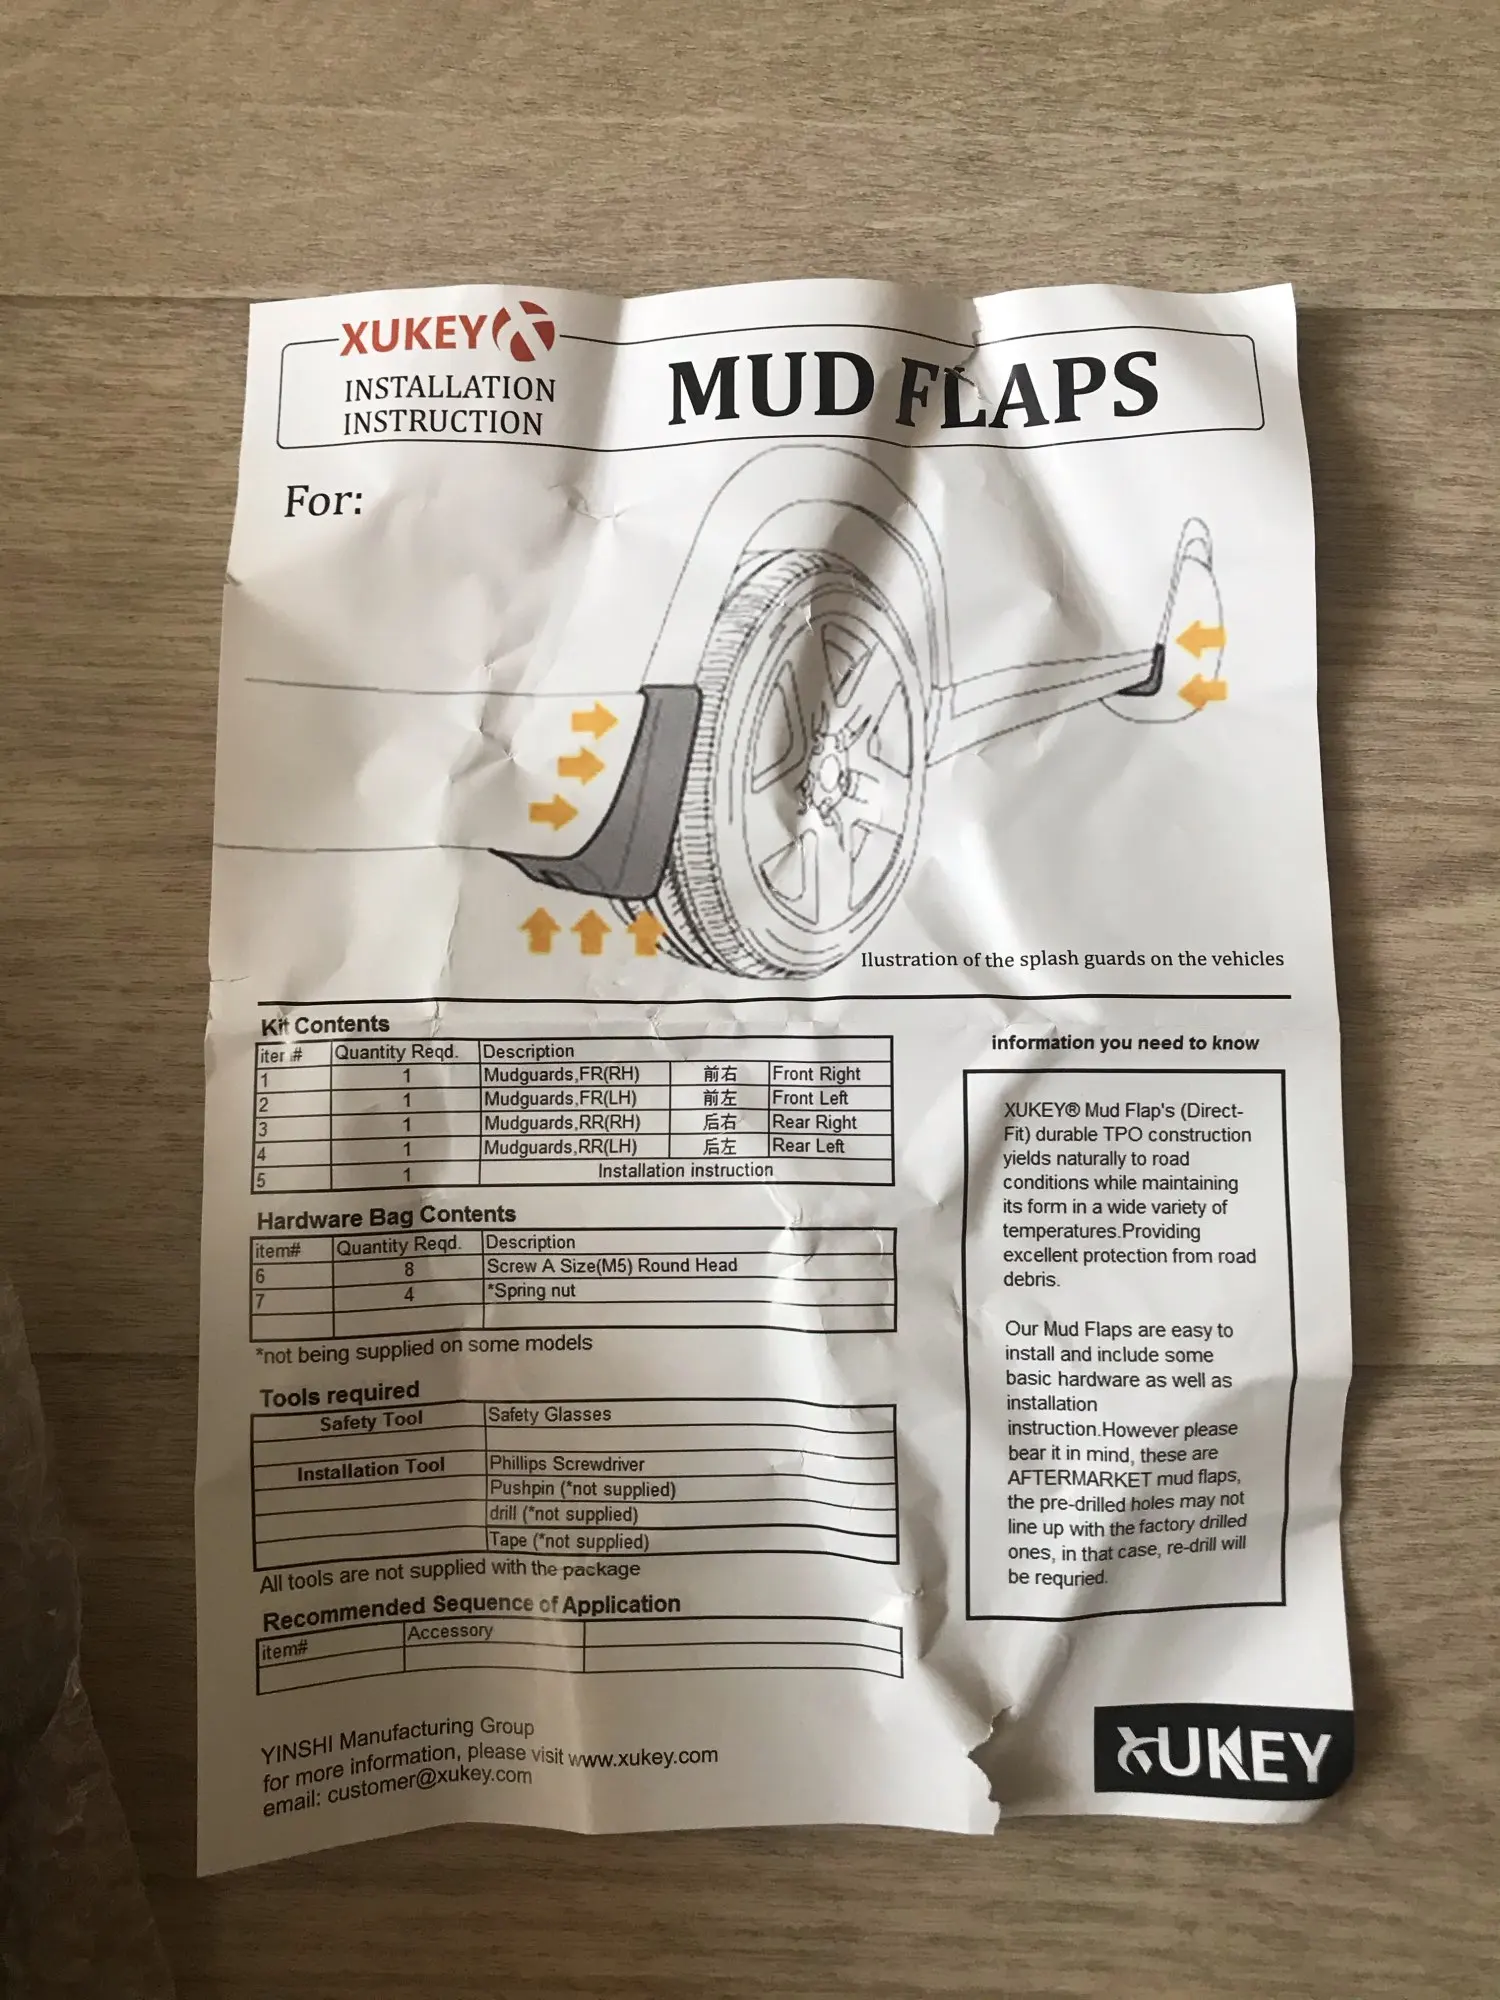 XUKEY
INSTALLATION
INSTRUCTION
MUD FLAPS
For:
Ilustration of the splash guards on the vehicles
Kit Contents
item# Quantity Reqd. Description
1 1 Mudguards,FR(RH) 前右 Front Right
2 1 Mudguards,FR(LH) 前左 Front Left
3 1 Mudguards,RR(RH) 后右 Rear Right
4 1 Mudguards,RR(LH) 后左 Rear Left
5 1 Installation instruction
Hardware Bag Contents
item# Quantity Reqd. Description
6 8 Screw A Size(M5) Round Head
7 4 *Spring nut
*not being supplied on some models
Tools required
Safety Tool Safety Glasses
Installation Tool Phillips Screwdriver
Pushpin (*not supplied)
drill (*not supplied)
Tape (*not supplied)
All tools are not supplied with the package
Recommended Sequence of Application
item# Accessory
YINSHI Manufacturing Group
for more information, please visit www.xukey.com
email: customer@xukey.com
information you need to know
XUKEY® Mud Flap's (Direct-
Fit) durable TPO construction
yields naturally to road
conditions while maintaining
its form in a wide variety of
temperatures.Providing
excellent protection from road
debris.
Our Mud Flaps are easy to
install and include some
basic hardware as well as
installation
instruction.However please
bear it in mind, these are
AFTERMARKET mud flaps,
the pre-drilled holes may not
line up with the factory drilled
ones, in that case, re-drill will
be requried.
XUKEY